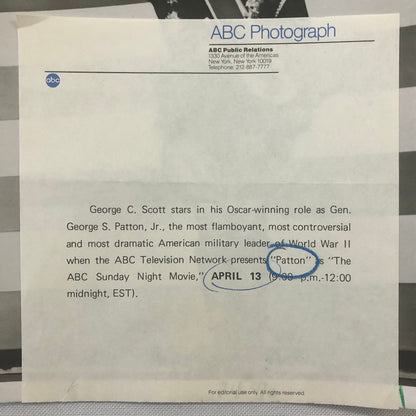 ABC Photograph
ABC Public Relations
1330 Avenue of the Americas
New York, New York 10019
Telephone: 212-887-7777
abc
George C. Scott stars in his Oscar-winning role as Gen.
George S. Patton, Jr., the most flamboyant, most controversial
and most dramatic American military leader of World War II
when the ABC Television Network presents "Patton" as "The
ABC Sunday Night Movie," APRIL 13 (9:00 p.m.-12:00
midnight, EST).
For editorial use only. All rights reserved.